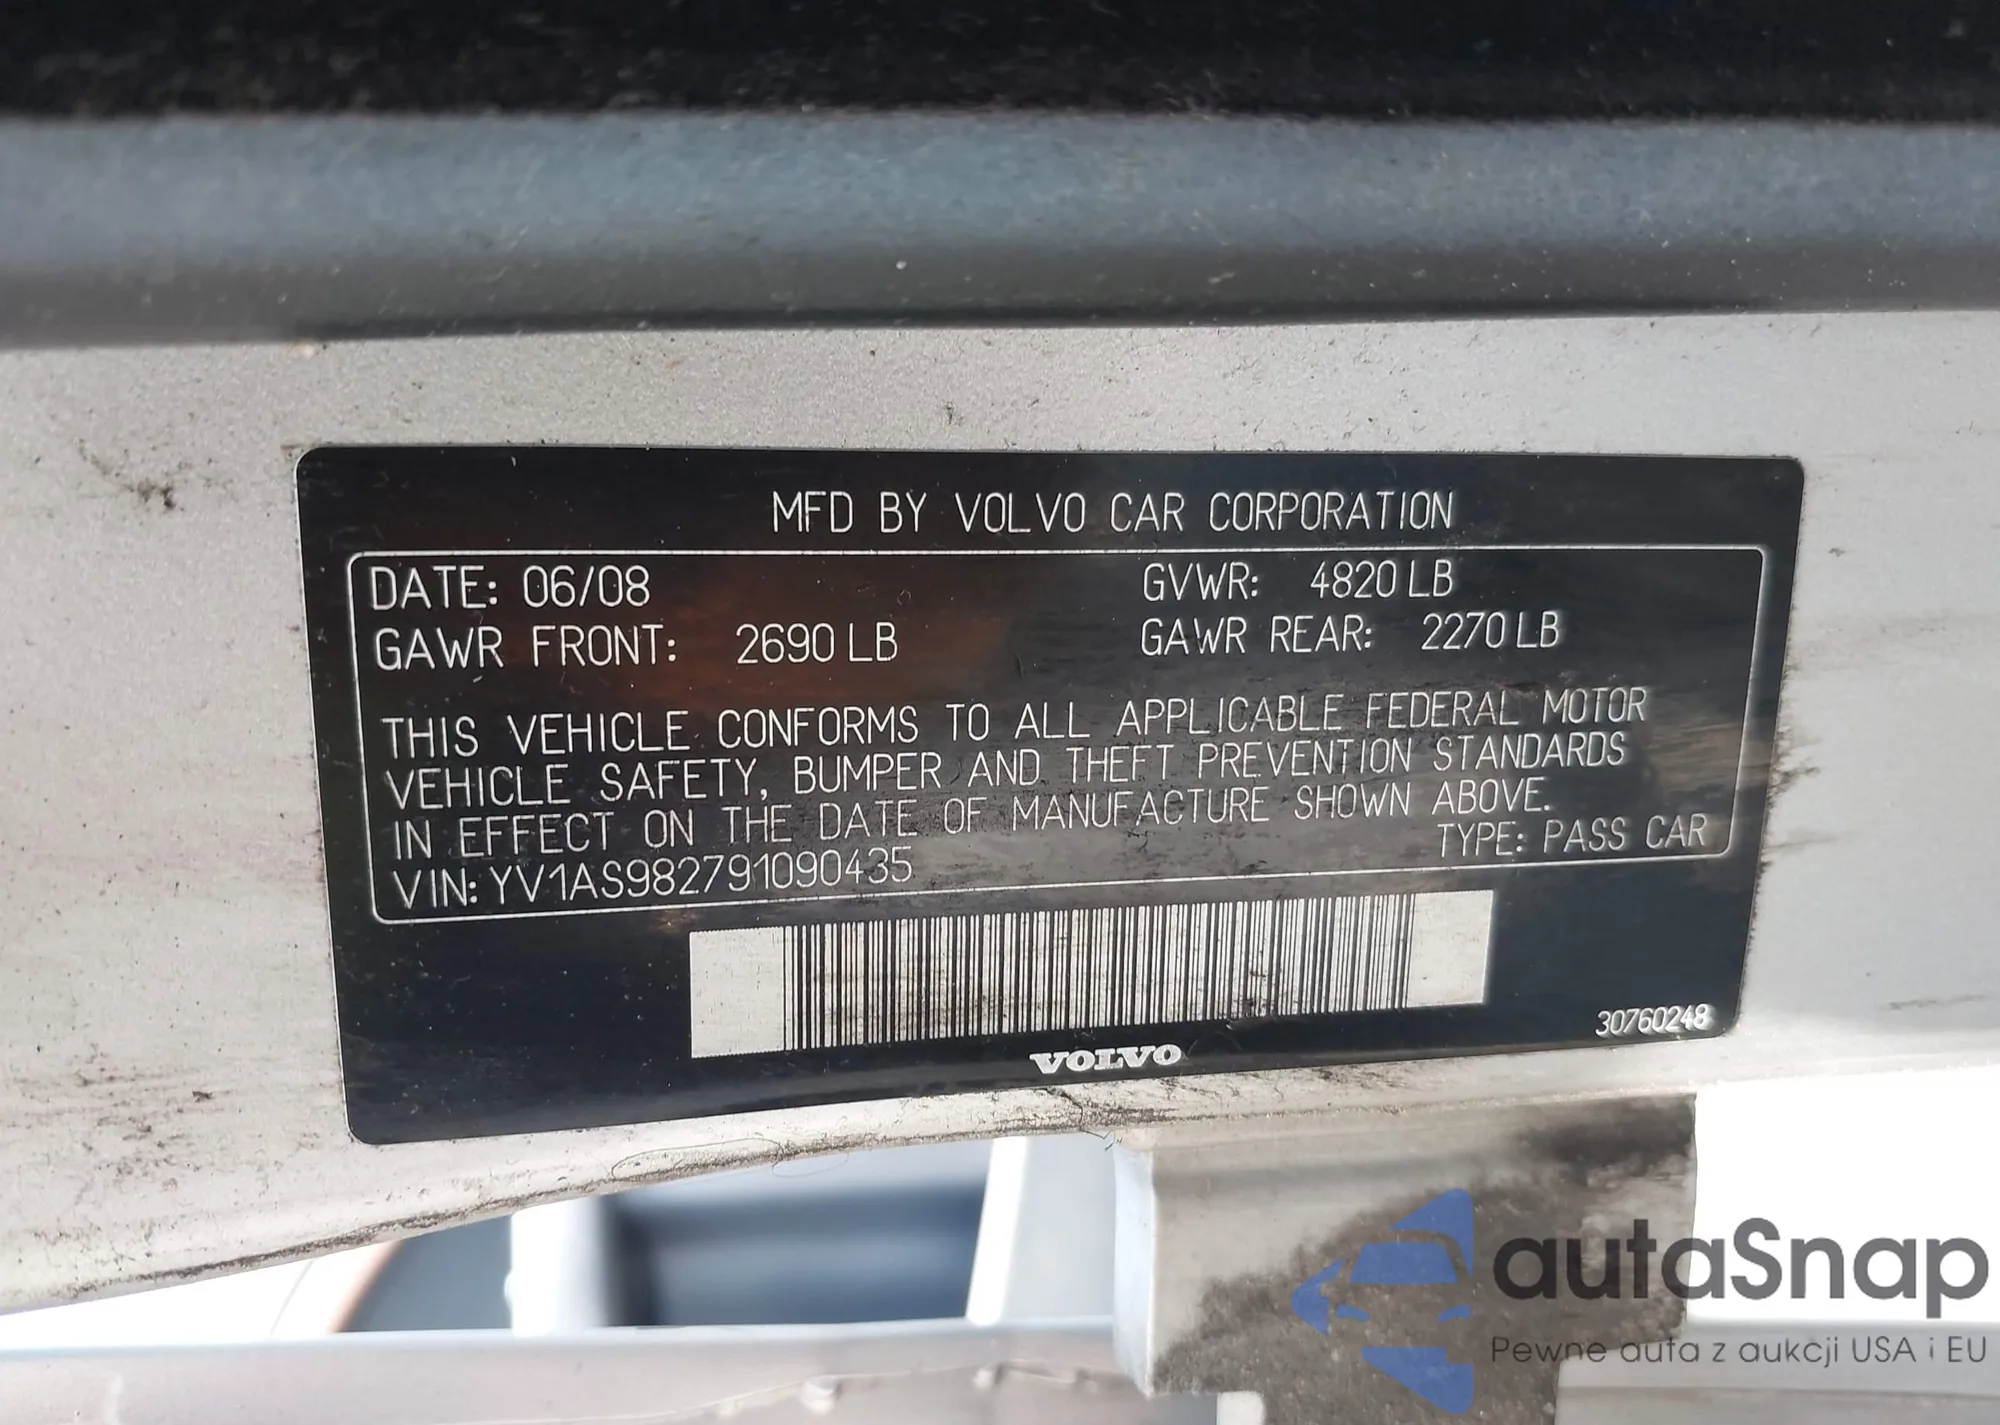 MFD BY VOLVO CAR CORPORATION
DATE: 06/08 GVWR: 4820 LB
GAWR FRONT: 2690 LB GAWR REAR: 2270 LB
THIS VEHICLE CONFORMS TO ALL APPLICABLE FEDERAL MOTOR
VEHICLE SAFETY, BUMPER AND THEFT PREVENTION STANDARDS
IN EFFECT ON THE DATE OF MANUFACTURE SHOWN ABOVE.
VIN: YV1AS982791090435 TYPE: PASS CAR
30760248
VOLVO
autaSnap
Pewne auta z aukcji USA i EU